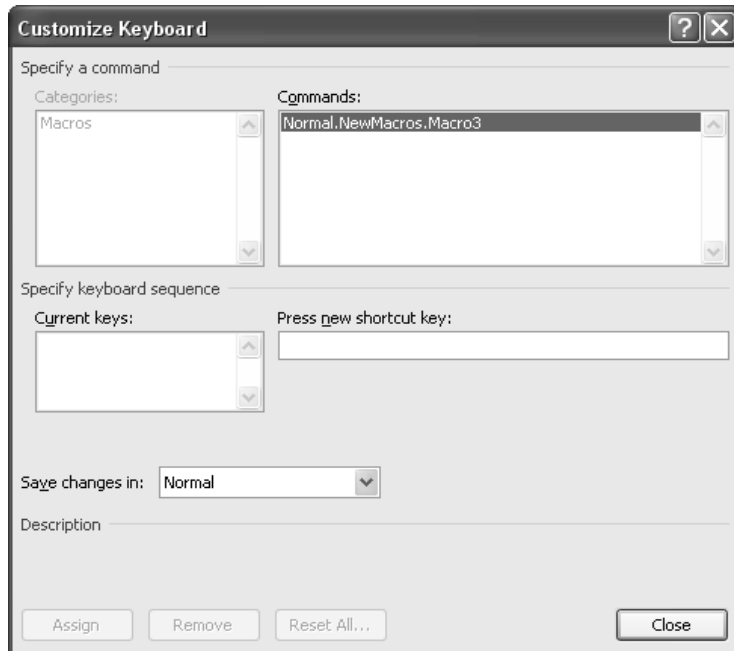 Customize Keyboard
Specify a command
Categories:
Commands:
Macros
Normal.NewMacros.Macro3
Specify keyboard sequence
Current keys:
Press new shortcut key:
Save changes in:
Normal
Description
Assign
Remove
Reset All...
Close